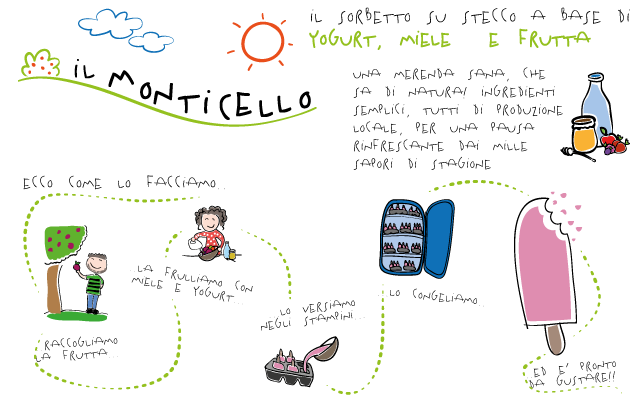 IL MONTICELLO
IL SORBETTO SU STECCO A BASE DI
YOGURT, MIELE E FRUTTA
UNA MERENDA SANA, CHE
SA DI NATURA! INGREDIENTI
SEMPLICI, TUTTI DI PRODUZIONE
LOCALE, PER UNA PAUSA
RINFRESCANTE DAI MILLE
SAPORI DI STAGIONE
ECCO COME LO FACCIAMO...
RACCOGLIAMO
LA FRUTTA...
LA FRULLIAMO CON
MIELE E YOGURT
LO VERSIAMO
NEGLI STAMPINI...
LO CONGELIAMO...
ED E' PRONTO
DA GUSTARE!!